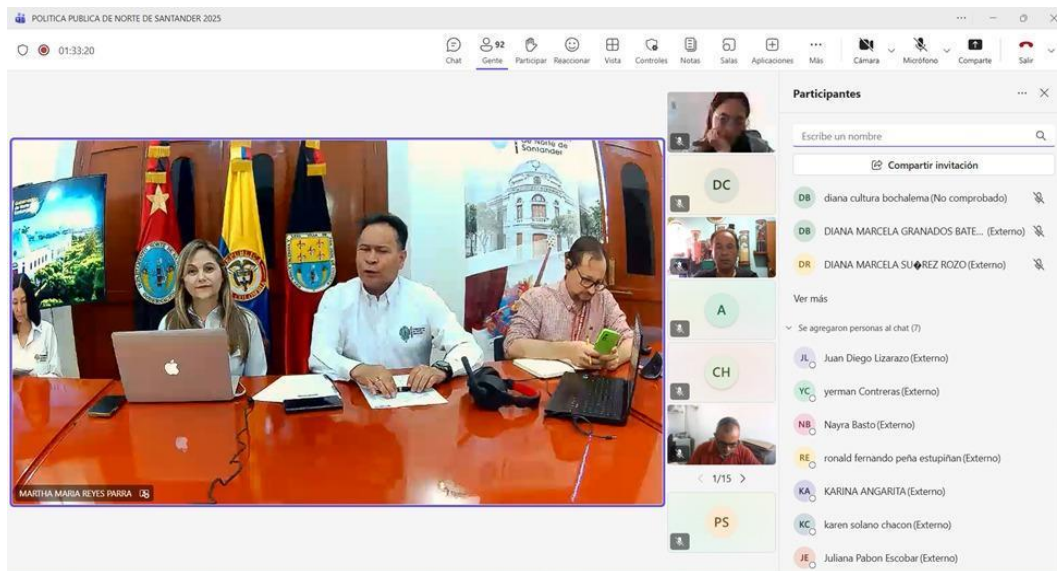 POLITICA PUBLICA DE NORTE DE SANTANDER 2025
01:33:20
92
Chat
Gente
Participar
Reaccionar
Vista
Controles
Notas
Salas
Aplicaciones
Más
Cámara
Micrófono
Comparte
Salir
de Norte de
Santander
MARTHA MARIA REYES PARRA
DC
A
CH
1/15
PS
Participantes
Escribe un nombre
Compartir invitación
DB diana cultura bochalema (No comprobado)
DB DIANA MARCELA GRANADOS BATE... (Externo)
DR DIANA MARCELA SU�REZ ROZO (Externo)
Ver más
Se agregaron personas al chat (7)
JL Juan Diego Lizarazo (Externo)
YC yerman Contreras (Externo)
NB Nayra Basto (Externo)
RE ronald fernando peña estupiñan (Externo)
KA KARINA ANGARITA (Externo)
KC karen solano chacon (Externo)
JE Juliana Pabon Escobar (Externo)